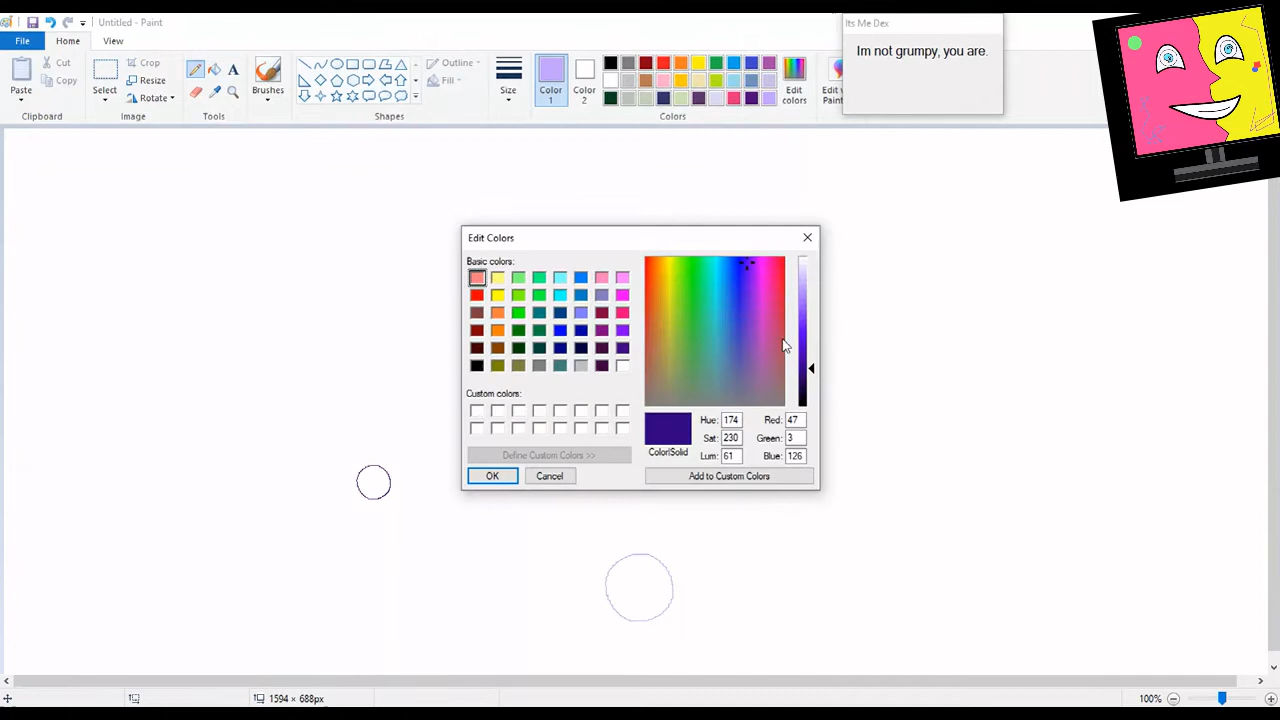 Untitled - Paint
Its Me Dex
File
Home
View
Im not grumpy, you are.
Paste
Cut
Copy
Clipboard
Select
Crop
Resize
Rotate
Image
A
Tools
Brushes
Shapes
Outline
Fill
Size
Color
1
Color
2
Colors
Edit
colors
Edit w
Paint
Edit Colors
Basic colors:
Custom colors:
Define Custom Colors >>
OK
Cancel
Color|Solid
Hue: 174
Sat: 230
Lum: 61
Red: 47
Green: 3
Blue: 126
Add to Custom Colors
1594 × 688px
100%